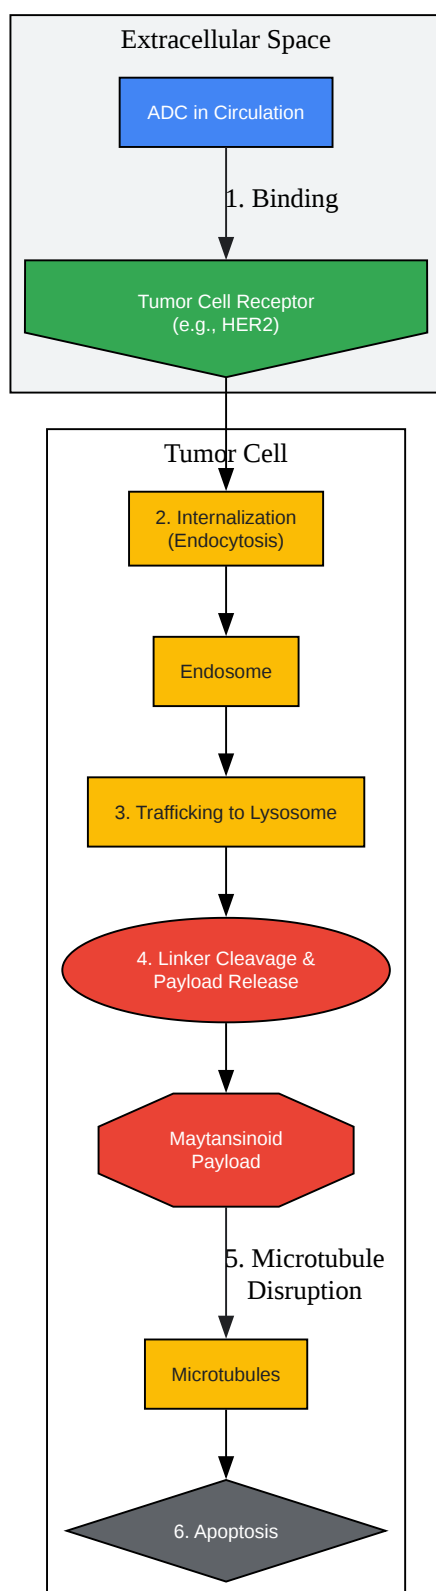 Extracellular Space
ADC in Circulation
1. Binding
Tumor Cell Receptor
(e.g., HER2)
Tumor Cell
2. Internalization
(Endocytosis)
Endosome
3. Trafficking to Lysosome
4. Linker Cleavage &
Payload Release
Maytansinoid
Payload
5. Microtubule
Disruption
Microtubules
6. Apoptosis